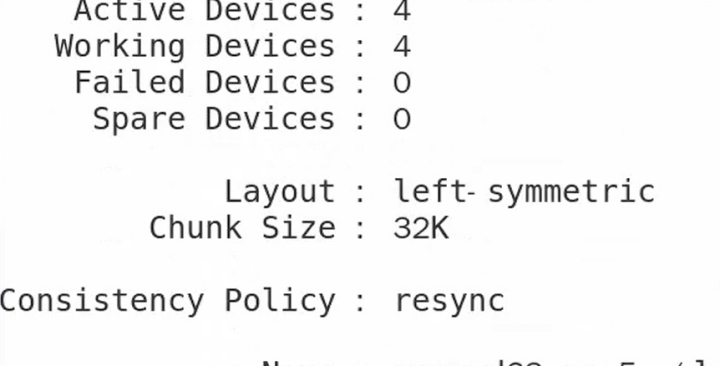 Active Devices : 4
Working Devices : 4
Failed Devices : 0
Spare Devices : 0
Layout : left-symmetric
Chunk Size : 32K
Consistency Policy : resync